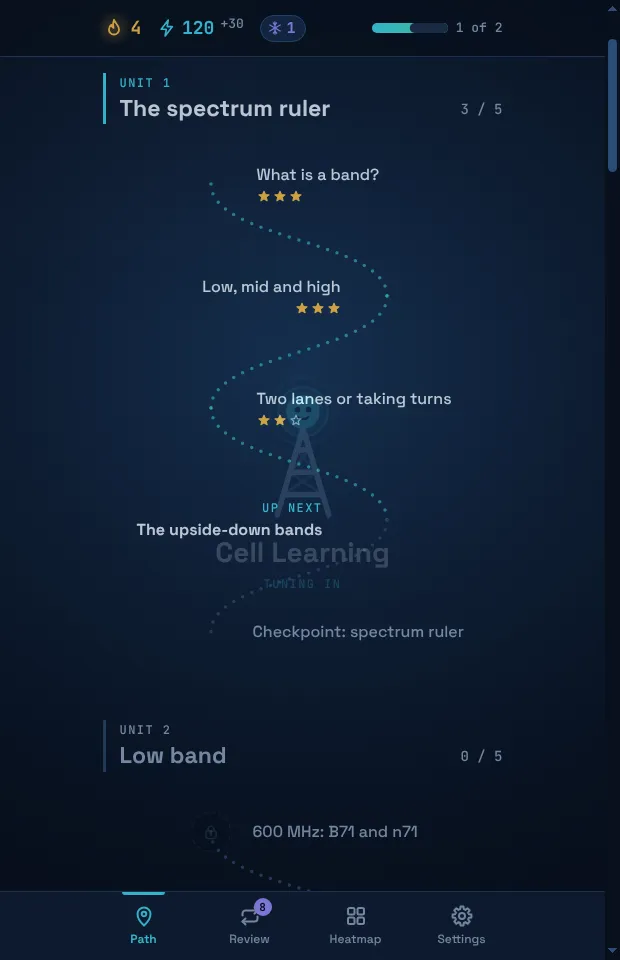 4 120 +30 1 1 of 2
UNIT 1
The spectrum ruler
3 / 5
What is a band?
Low, mid and high
Two lanes or taking turns
UP NEXT
The upside-down bands
Cell Learning
TUNING IN
Checkpoint: spectrum ruler
UNIT 2
Low band
0 / 5
600 MHz: B71 and n71
8
Path Review Heatmap Settings